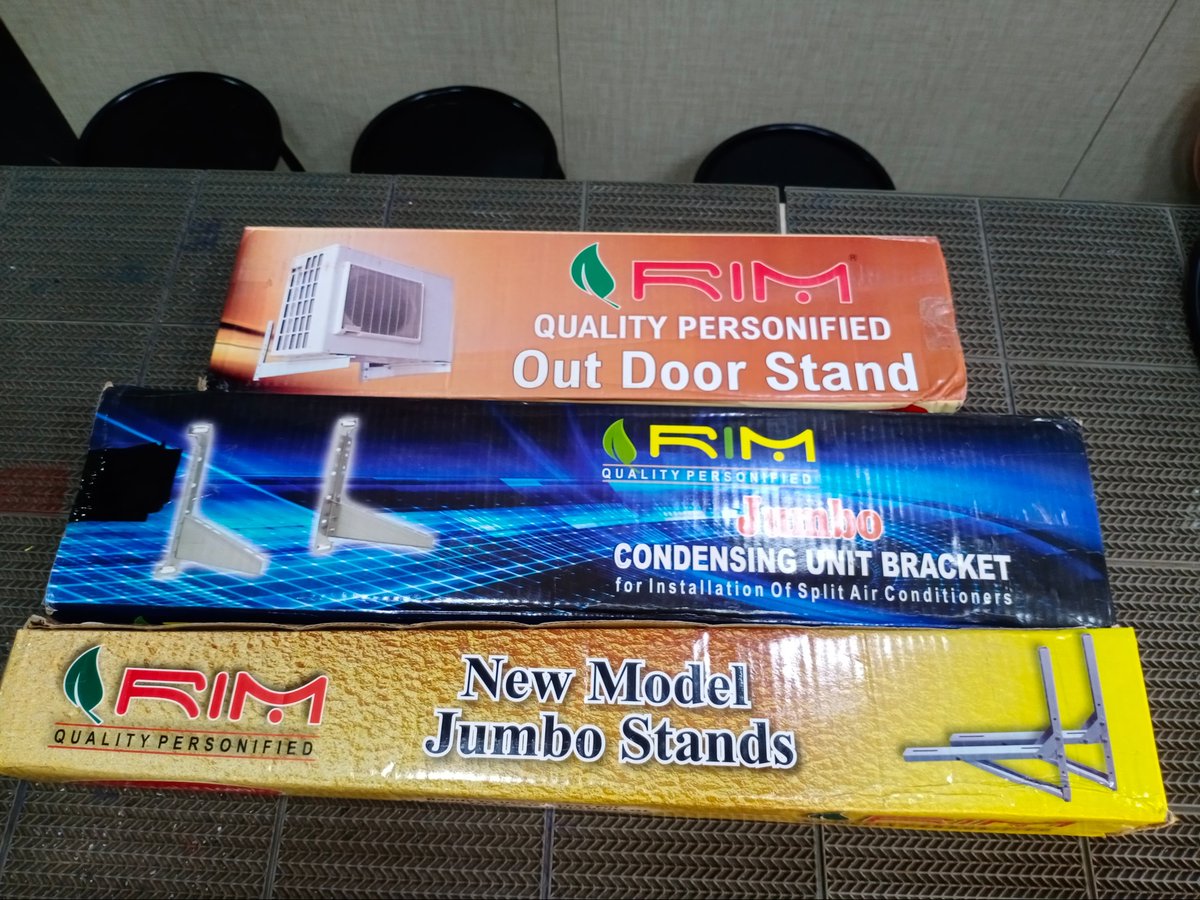 RIM®
QUALITY PERSONIFIED
Out Door Stand
RIM
QUALITY PERSONIFIED
Jumbo
CONDENSING UNIT BRACKET
for Installation Of Split Air Conditioners
RIM
QUALITY PERSONIFIED
New Model
Jumbo Stands